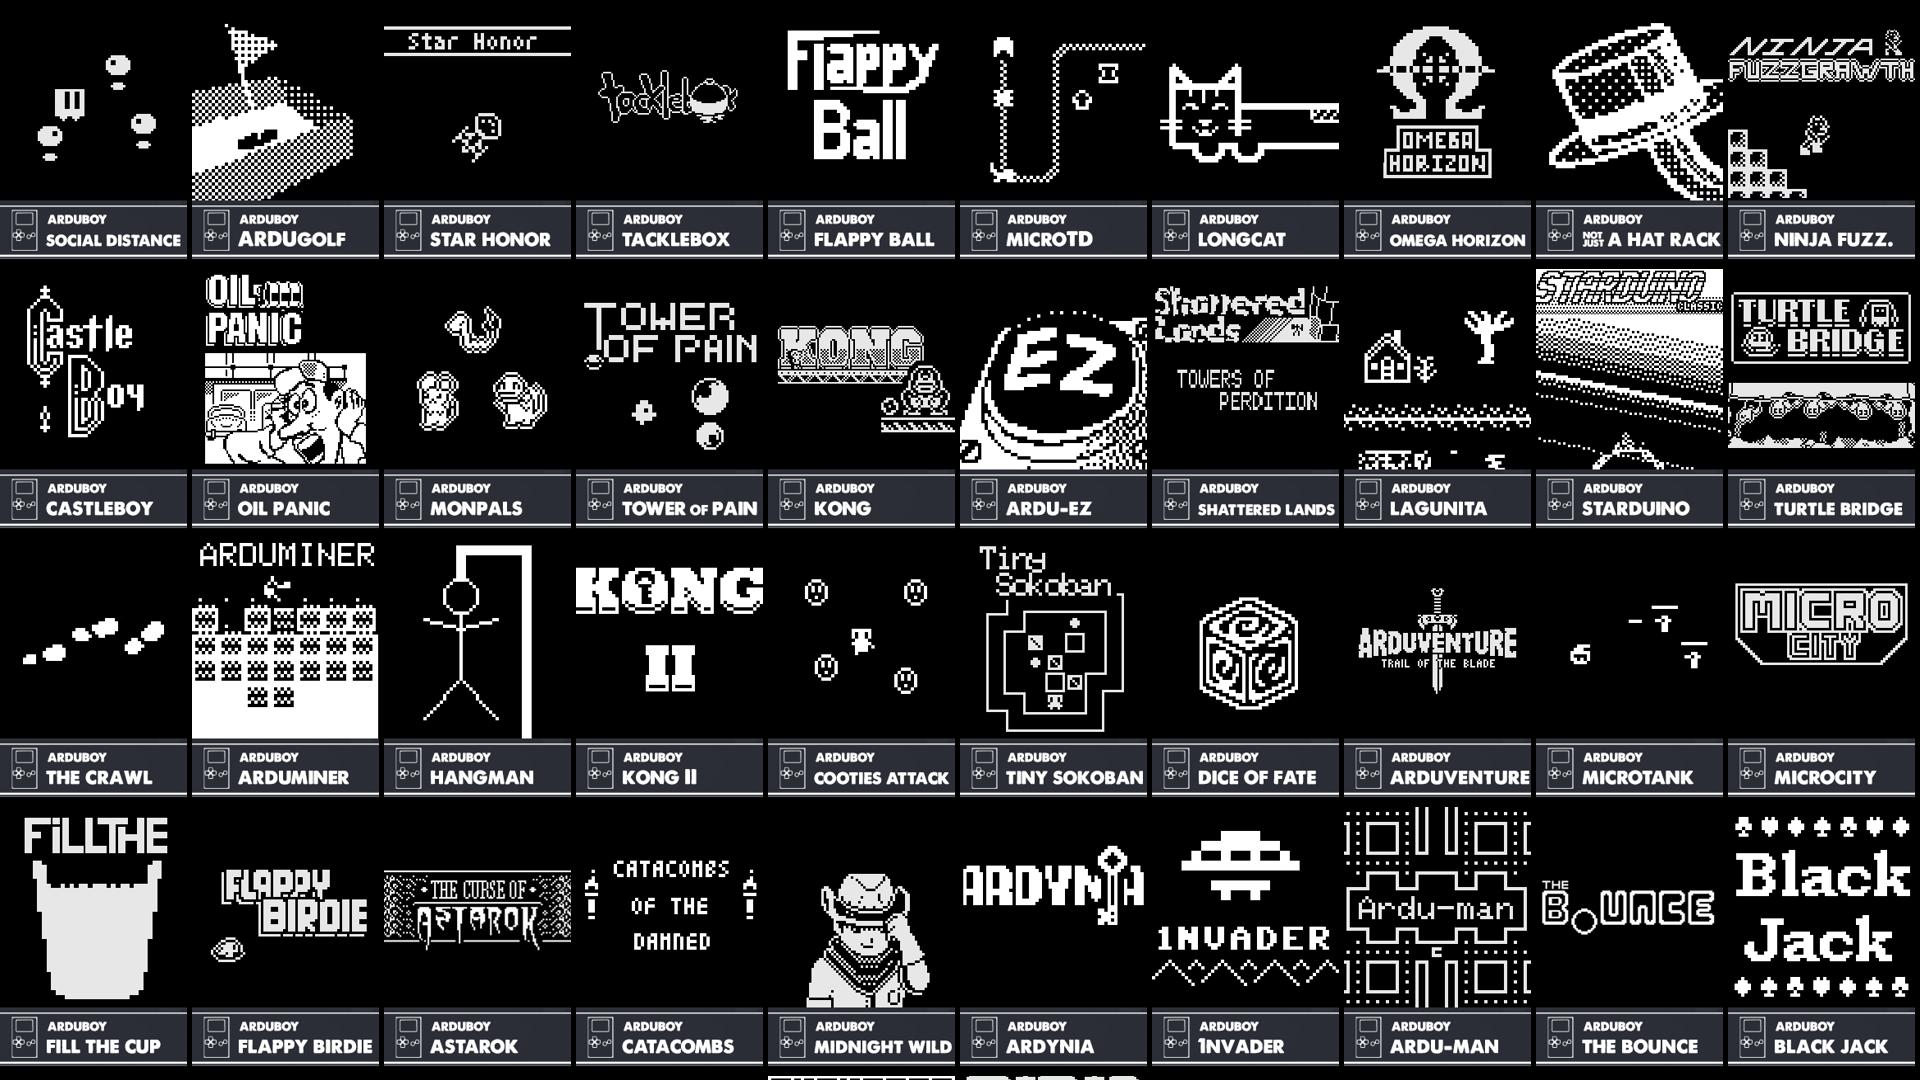 Star Honor
tacklebox
Flappy
Ball
OMEGA
HORIZON
NINJA
FUZZGRAWTH
ARDUBOY
SOCIAL DISTANCE
ARDUBOY
ARDUGOLF
ARDUBOY
STAR HONOR
ARDUBOY
TACKLEBOX
ARDUBOY
FLAPPY BALL
ARDUBOY
MICROTD
ARDUBOY
LONGCAT
ARDUBOY
OMEGA HORIZON
ARDUBOY
NOT JUST A HAT RACK
ARDUBOY
NINJA FUZZ.
Castle
Boy
OIL
PANIC
TOWER
OF PAIN
KONG
EZ
Shattered
Lands
TOWERS OF
PERDITION
STARDUINO
CLASSIC
TURTLE
BRIDGE
ARDUBOY
CASTLEBOY
ARDUBOY
OIL PANIC
ARDUBOY
MONPALS
ARDUBOY
TOWER OF PAIN
ARDUBOY
KONG
ARDUBOY
ARDU-EZ
ARDUBOY
SHATTERED LANDS
ARDUBOY
LAGUNITA
ARDUBOY
STARDUINO
ARDUBOY
TURTLE BRIDGE
ARDUMINER
KONG
II
Tiny
Sokoban
ARDUVENTURE
TRAIL OF THE BLADE
MICRO
CITY
ARDUBOY
THE CRAWL
ARDUBOY
ARDUMINER
ARDUBOY
HANGMAN
ARDUBOY
KONG II
ARDUBOY
COOTIES ATTACK
ARDUBOY
TINY SOKOBAN
ARDUBOY
DICE OF FATE
ARDUBOY
ARDUVENTURE
ARDUBOY
MICROTANK
ARDUBOY
MICROCITY
FiLLTHE
FLAPPY
BIRDIE
THE CURSE OF
ASTAROK
CATACOMBS
OF THE
DAMNED
ARDYNIA
1NVADER
Ardu-man
THE
BOUNCE
Black
Jack
ARDUBOY
FILL THE CUP
ARDUBOY
FLAPPY BIRDIE
ARDUBOY
ASTAROK
ARDUBOY
CATACOMBS
ARDUBOY
MIDNIGHT WILD
ARDUBOY
ARDYNIA
ARDUBOY
1NVADER
ARDUBOY
ARDU-MAN
ARDUBOY
THE BOUNCE
ARDUBOY
BLACK JACK